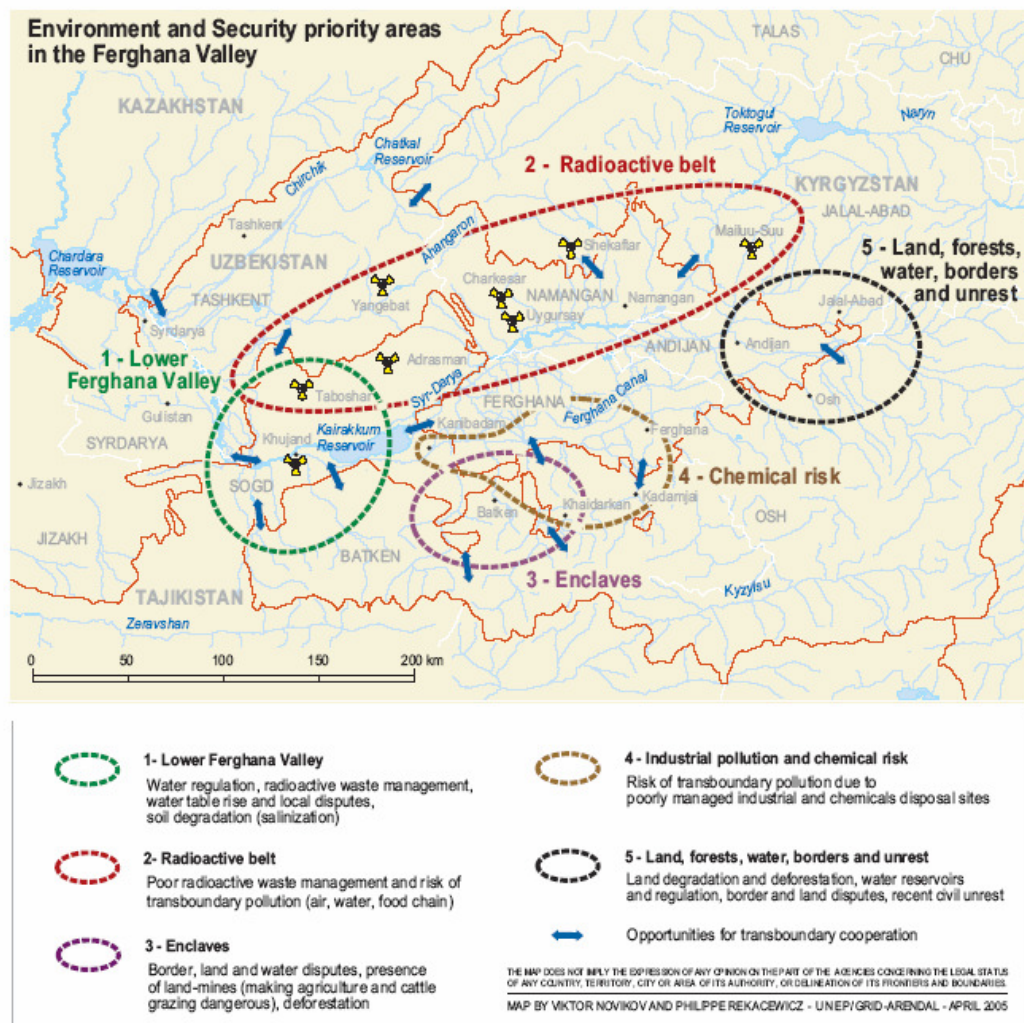 Environment and Security priority areas
in the Ferghana Valley
TALAS
CHU
KAZAKHSTAN
Toktogul
Reservoir
Naryn
Chatkal
Reservoir
Chirchik
2 - Radioactive belt
KYRGYZSTAN
JALAL-ABAD
Tashkent
Ahangaron
Shekaftar
Mailuu-Suu
5 - Land, forests,
water, borders
and unrest
Chardara
Reservoir
UZBEKISTAN
Charkesar
TASHKENT
Yangebat
NAMANGAN
Namangan
Jalal-Abad
Uygursay
Syrdarya
1 - Lower
Ferghana Valley
Adrasman
ANDIJAN
Andijan
Taboshar
Syr-Darya
Ferghana Canal
FERGHANA
Osh
Gulistan
Kairakkum
Reservoir
Kanibadam
Ferghana
SYRDARYA
Khujand
4 - Chemical risk
Jizakh
SOGD
Kadamjai
Batken
Khaidarkan
OSH
JIZAKH
BATKEN
3 - Enclaves
Kyzylsu
TAJIKISTAN
Zeravshan
0 50 100 150 200 km
1- Lower Ferghana Valley
Water regulation, radioactive waste management,
water table rise and local disputes,
soil degradation (salinization)
2- Radioactive belt
Poor radioactive waste management and risk of
transboundary pollution (air, water, food chain)
3 - Enclaves
Border, land and water disputes, presence
of land-mines (making agriculture and cattle
grazing dangerous), deforestation
4 - Industrial pollution and chemical risk
Risk of transboundary pollution due to
poorly managed industrial and chemicals disposal sites
5 - Land, forests, water, borders and unrest
Land degradation and deforestation, water reservoirs
and regulation, border and land disputes, recent civil unrest
Opportunities for transboundary cooperation
THE MAP DOES NOT IMPLY THE EXPRESSION OF ANY OPINION ON THE PART OF THE AGENCIES CONCERNING THE LEGAL STATUS
OF ANY COUNTRY, TERRITORY, CITY OR AREA OF ITS AUTHORITY, OR DELINEATION OF ITS FRONTIERS AND BOUNDARIES.
MAP BY VIKTOR NOVIKOV AND PHILIPPE REKACEWICZ - UNEP/GRID-ARENDAL - APRIL 2005